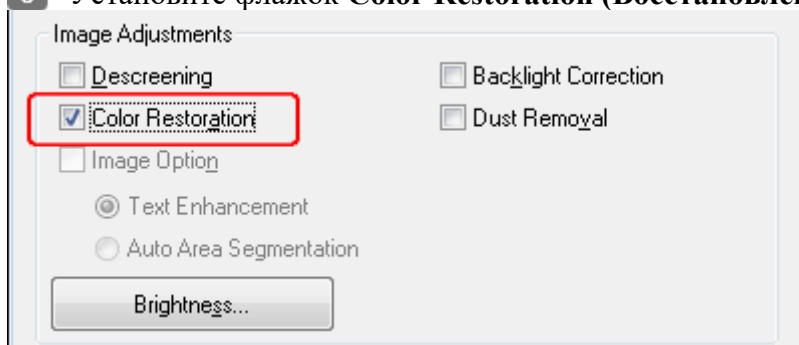 Установите флажок Color Restoration
Image Adjustments
Descreening
Backlight Correction
Color Restoration
Dust Removal
Image Option
Text Enhancement
Auto Area Segmentation
Brightness...